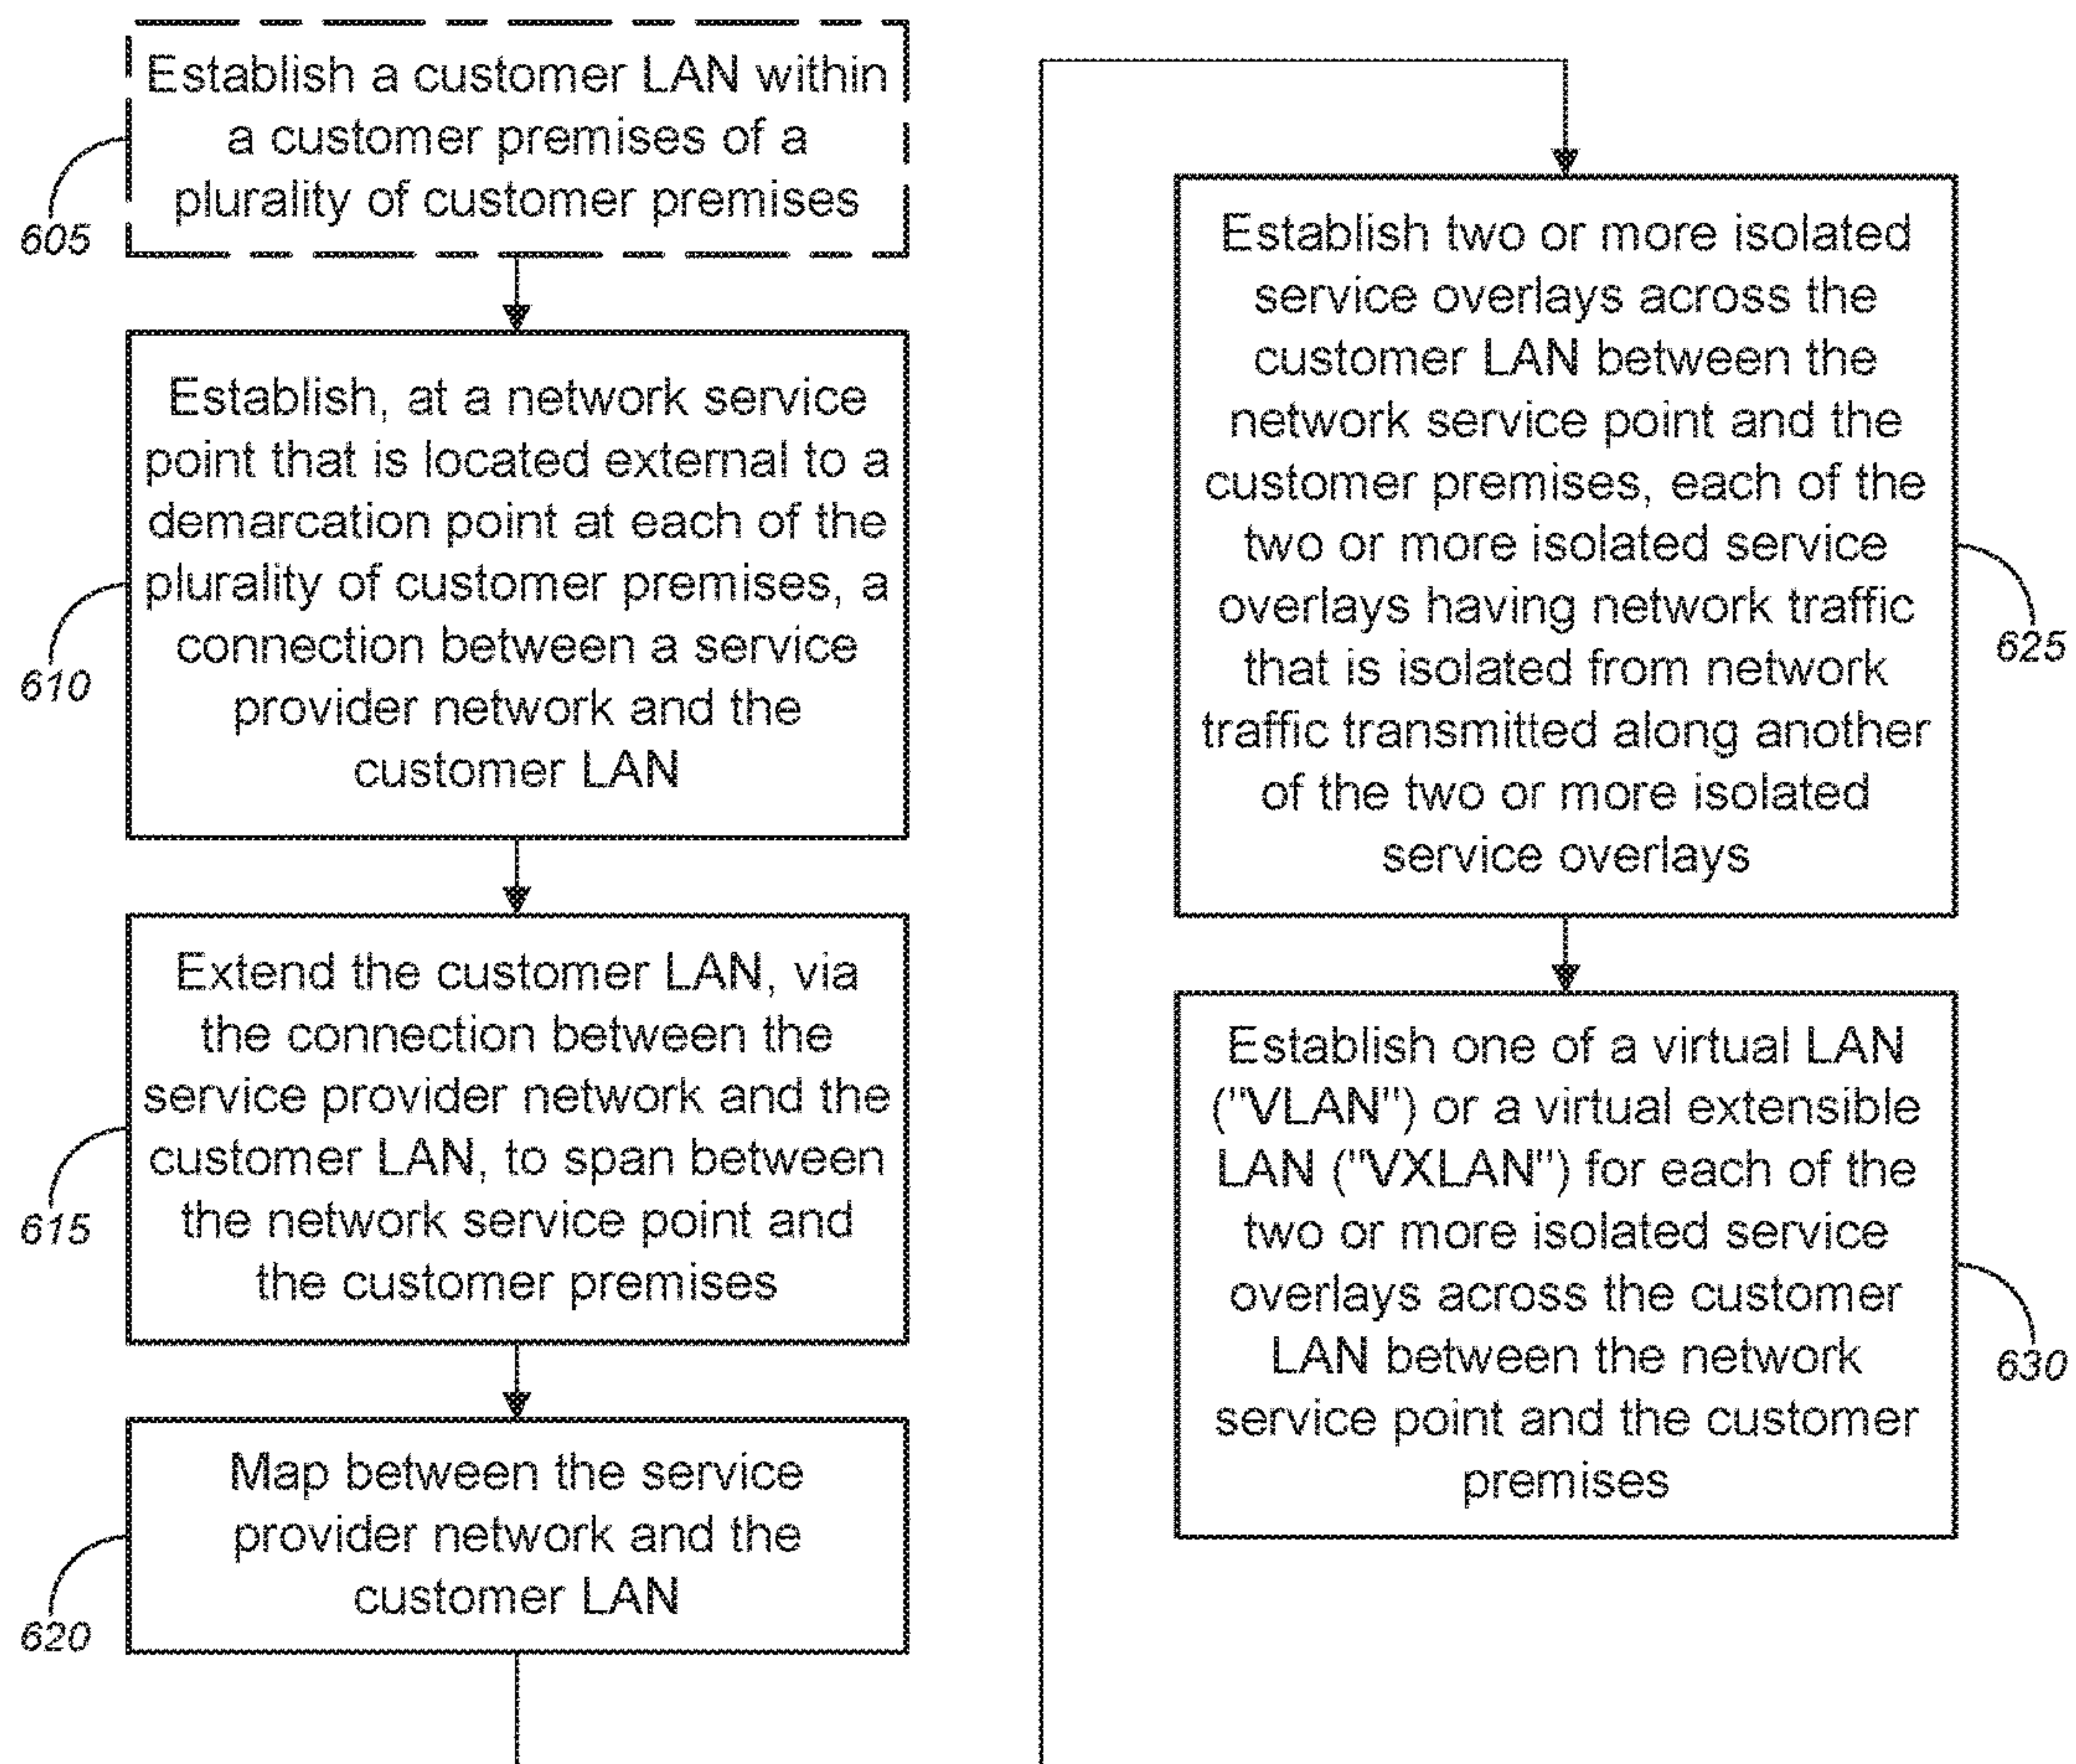 Establish a customer LAN within
a customer premises of a
plurality of customer premises
605
Establish, at a network service
point that is located external to a
demarcation point at each of the
plurality of customer premises, a
connection between a service
provider network and the
customer LAN
610
Extend the customer LAN, via
the connection between the
service provider network and the
customer LAN, to span between
the network service point and
the customer premises
615
Map between the service
provider network and the
customer LAN
620
Establish two or more isolated
service overlays across the
customer LAN between the
network service point and the
customer premises, each of the
two or more isolated service
overlays having network traffic
that is isolated from network
traffic transmitted along another
of the two or more isolated
service overlays
625
Establish one of a virtual LAN
("VLAN") or a virtual extensible
LAN ("VXLAN") for each of the
two or more isolated service
overlays across the customer
LAN between the network
service point and the customer
premises
630